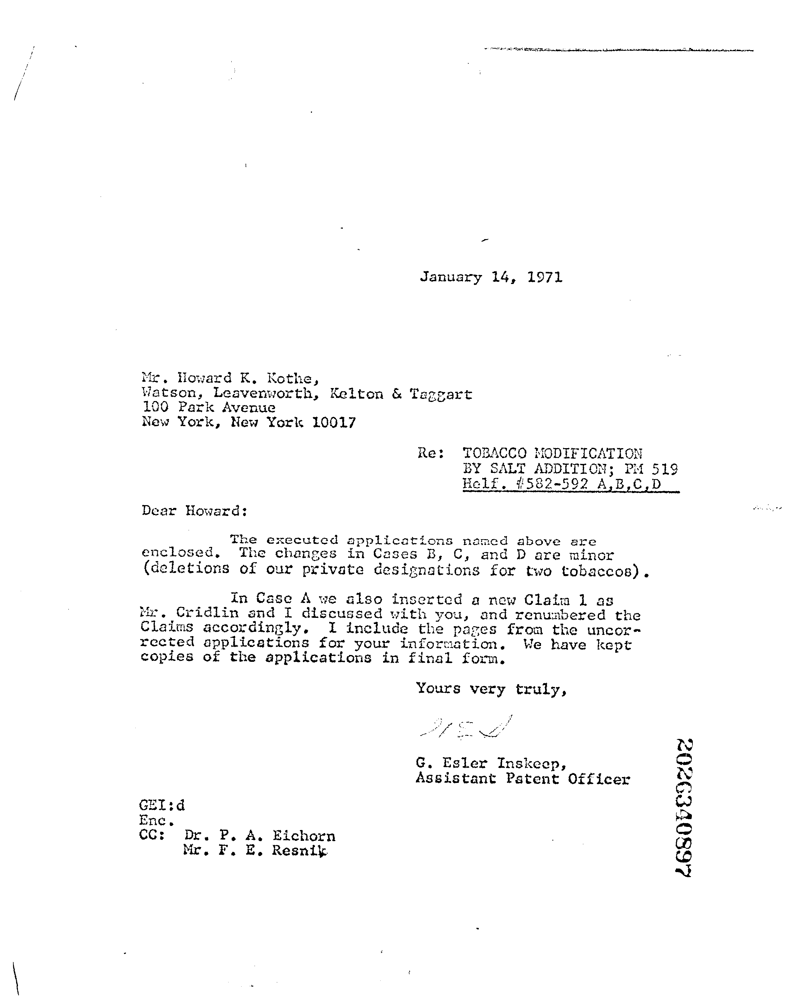 January 14, 1971
Mr. Howard K. Kothe,
Watson, Leavenworth, Kelton & Taggart
100 Park Avenue
New York, New York 10017
Re: TOBACCO MODIFICATION
BY SALT ADDITION; PM 519
Helf. #582-592 A,B,C,D
Dear Howard:
The executed applications named above are
enclosed. The changes in Cases B, C, and D are minor
(deletions of our private designations for two tobaccos).
In Case A we also inserted a new Claim 1 as
Mr. Cridlin and I discussed with you, and renumbered the
Claims accordingly. I include the pages from the uncor-
rected applications for your information. We have kept
copies of the applications in final form.
Yours very truly,
G. Esler Inskeep,
Assistant Patent Officer
GEI:d
Enc.
CC: Dr. P. A. Eichorn
Mr. F. E. Resnik
2026340897